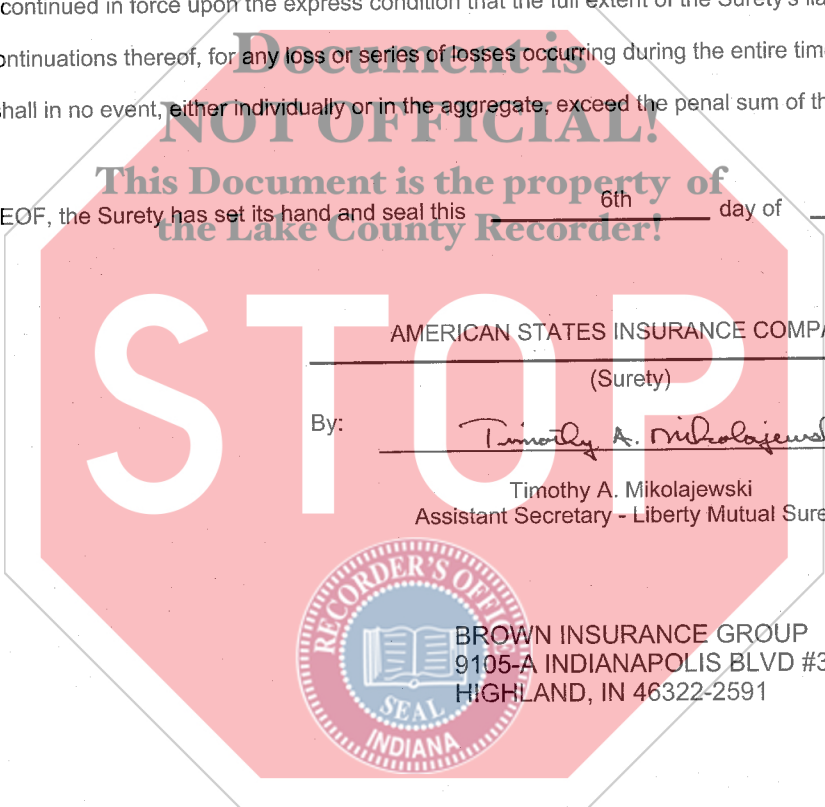 continued in force upon the express condition that the full extent of the Surety's
Document is
continuations thereof, for any loss or series of losses occurring during the entire
NOT OFFICIAL!
shall in no event, either individually or in the aggregate, exceed the penal sum of
This Document is the property of
EOF, the Surety has set its hand and seal this 6th day of
the Lake County Recorder!
STOP
AMERICAN STATES INSURANCE COMPA
(Surety)
By: Timothy A. Mikolajews
Timothy A. Mikolajewski
Assistant Secretary - Liberty Mutual Sure
RECORDER'S OFFICE
BROWN INSURANCE GROUP
9105-A INDIANAPOLIS BLVD #3
HIGHLAND, IN 46322-2591
SEAL
INDIANA